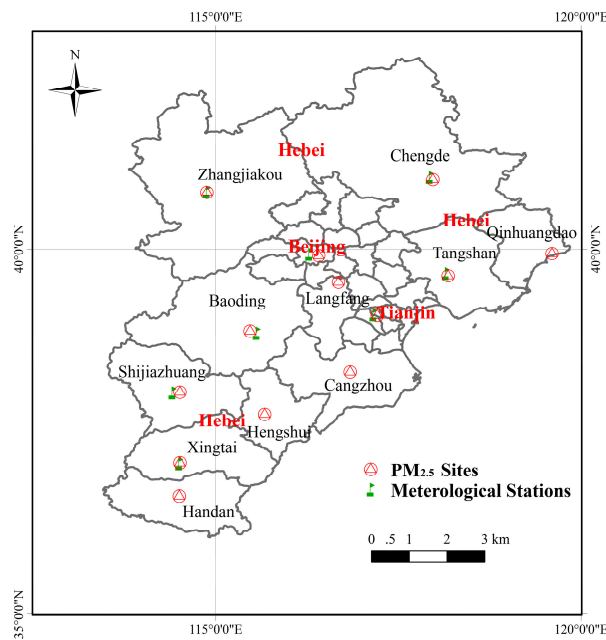 115°0'0"E
120°0'0"E
N
Hebei
Chengde
Zhangjiakou
Hebei
Qinhuangdao
40°0'0"N
40°0'0"N
Beijing
Tangshan
Baoding
Langfang
Tianjin
Shijiazhuang
Cangzhou
Hebei
Hengshui
Xingtai
PM2.5 Sites
Meterological Stations
Handan
0 .5 1 2 3 km
35°0'0"N
115°0'0"E
120°0'0"E